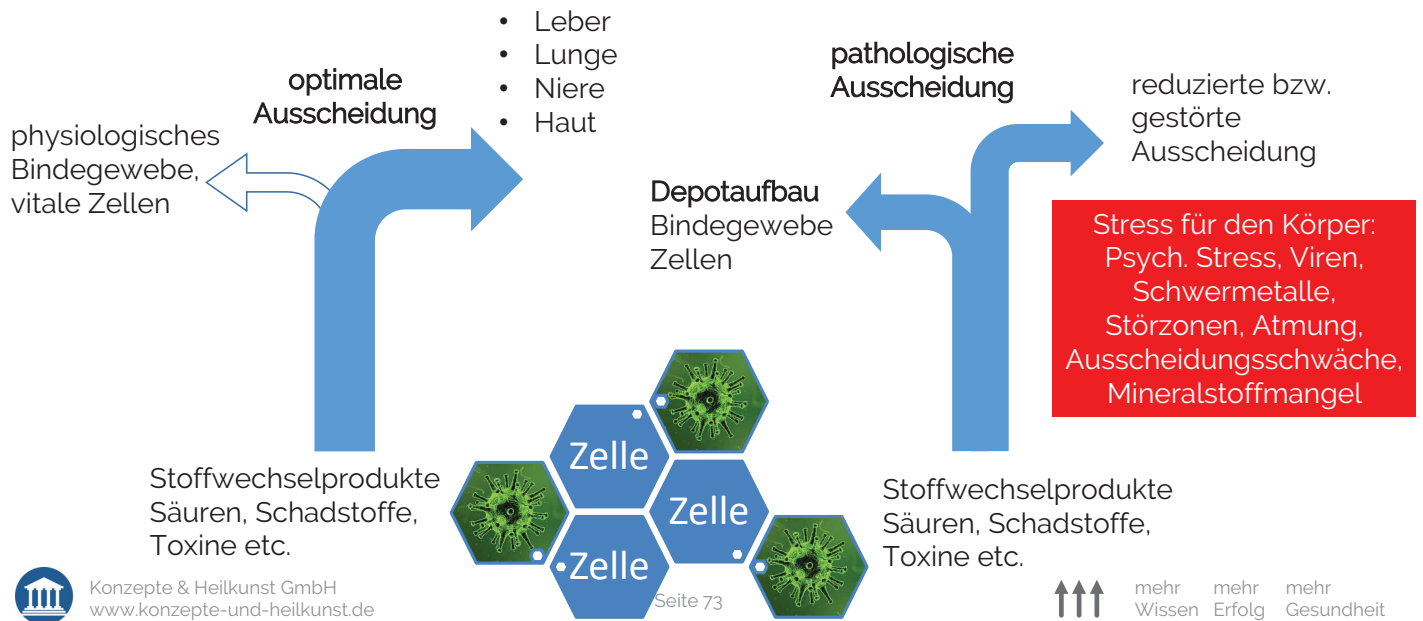 • Leber
• Lunge
• Niere
• Haut
optimale
Ausscheidung
physiologisches
Bindegewebe,
vitale Zellen
pathologische
Ausscheidung
reduzierte bzw.
gestörte
Ausscheidung
Depotaufbau
Bindegewebe
Zellen
Stress für den Körper:
Psych. Stress, Viren,
Schwermetalle,
Störzonen, Atmung,
Ausscheidungsschwäche,
Mineralstoffmangel
Stoffwechselprodukte
Säuren, Schadstoffe,
Toxine etc.
Zelle
Zelle
Zelle
Stoffwechselprodukte
Säuren, Schadstoffe,
Toxine etc.
Konzepte & Heilkunst GmbH
www.konzepte-und-heilkunst.de
Seite 73
mehr mehr mehr
Wissen Erfolg Gesundheit